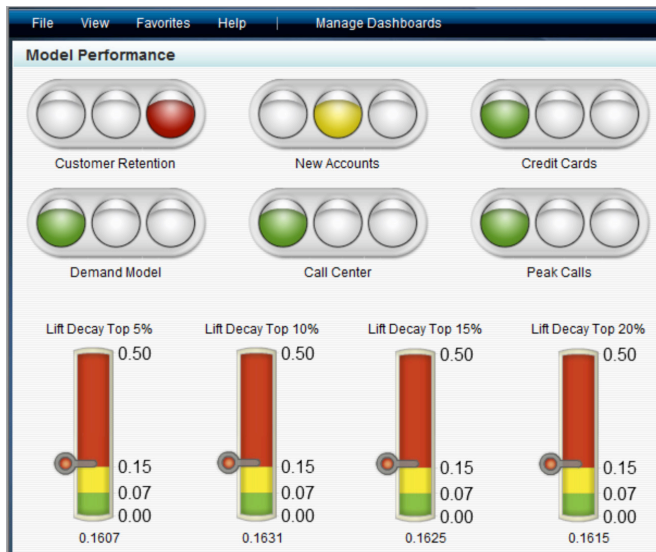 File View Favorites Help | Manage Dashboards
Model Performance
Customer Retention New Accounts Credit Cards
Demand Model Call Center Peak Calls
Lift Decay Top 5% Lift Decay Top 10% Lift Decay Top 15% Lift Decay Top 20%
0.50 0.50 0.50 0.50
0.15 0.15 0.15 0.15
0.07 0.07 0.07 0.07
0.00 0.00 0.00 0.00
0.1607 0.1631 0.1625 0.1615